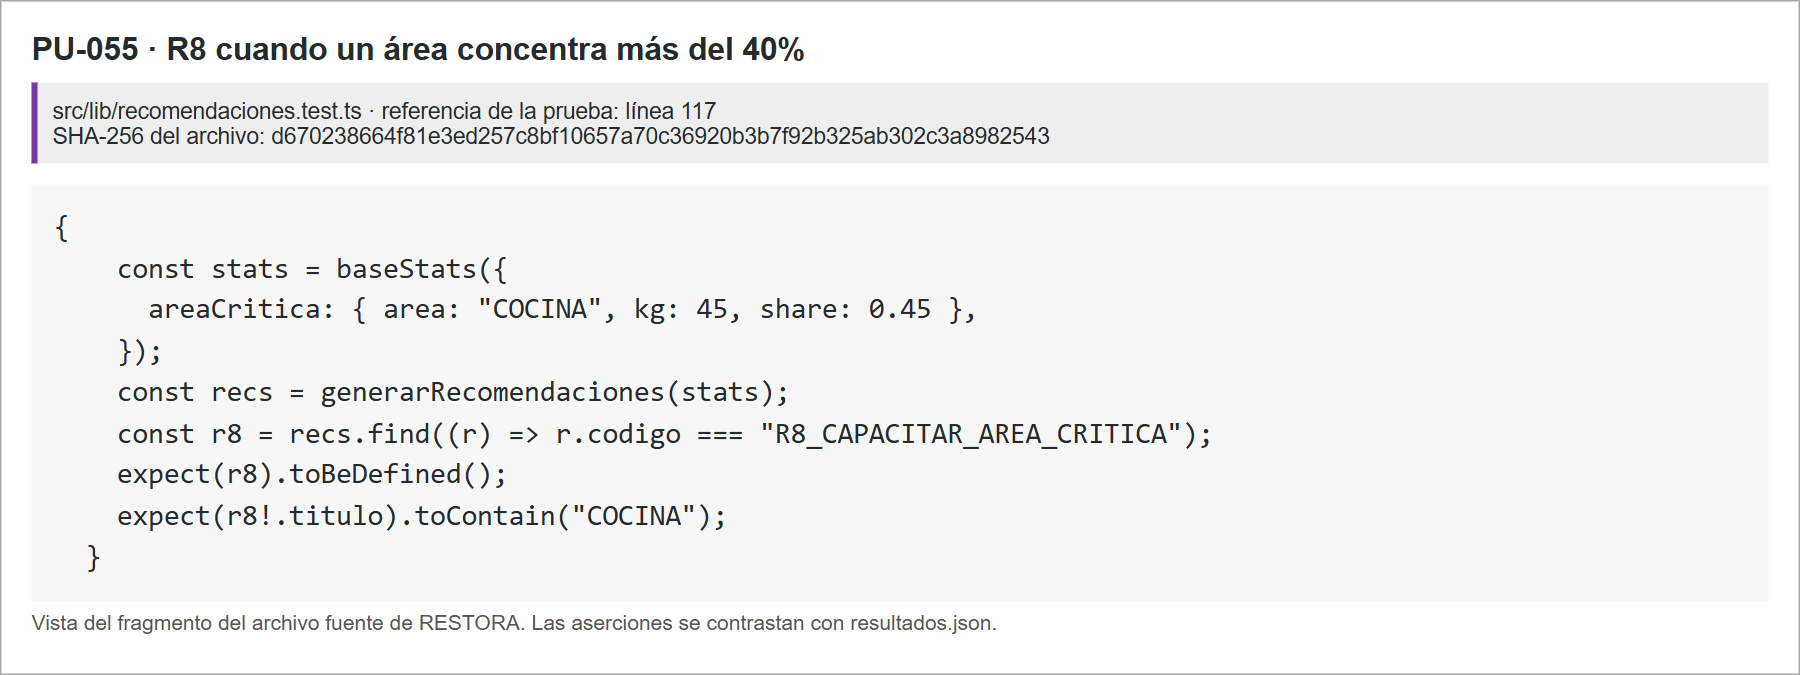 PU-055 · R8 cuando un área concentra más del 40%
src/lib/recomendaciones.test.ts · referencia de la prueba: línea 117
SHA-256 del archivo: d670238664f81e3ed257c8bf10657a70c36920b3b7f92b325ab302c3a8982543
{
    const stats = baseStats({
      areaCritica: { area: "COCINA", kg: 45, share: 0.45 },
    });
    const recs = generarRecomendaciones(stats);
    const r8 = recs.find((r) => r.codigo === "R8_CAPACITAR_AREA_CRITICA");
    expect(r8).toBeDefined();
    expect(r8!.titulo).toContain("COCINA");
  }
Vista del fragmento del archivo fuente de RESTORA. Las aserciones se contrastan con resultados.json.